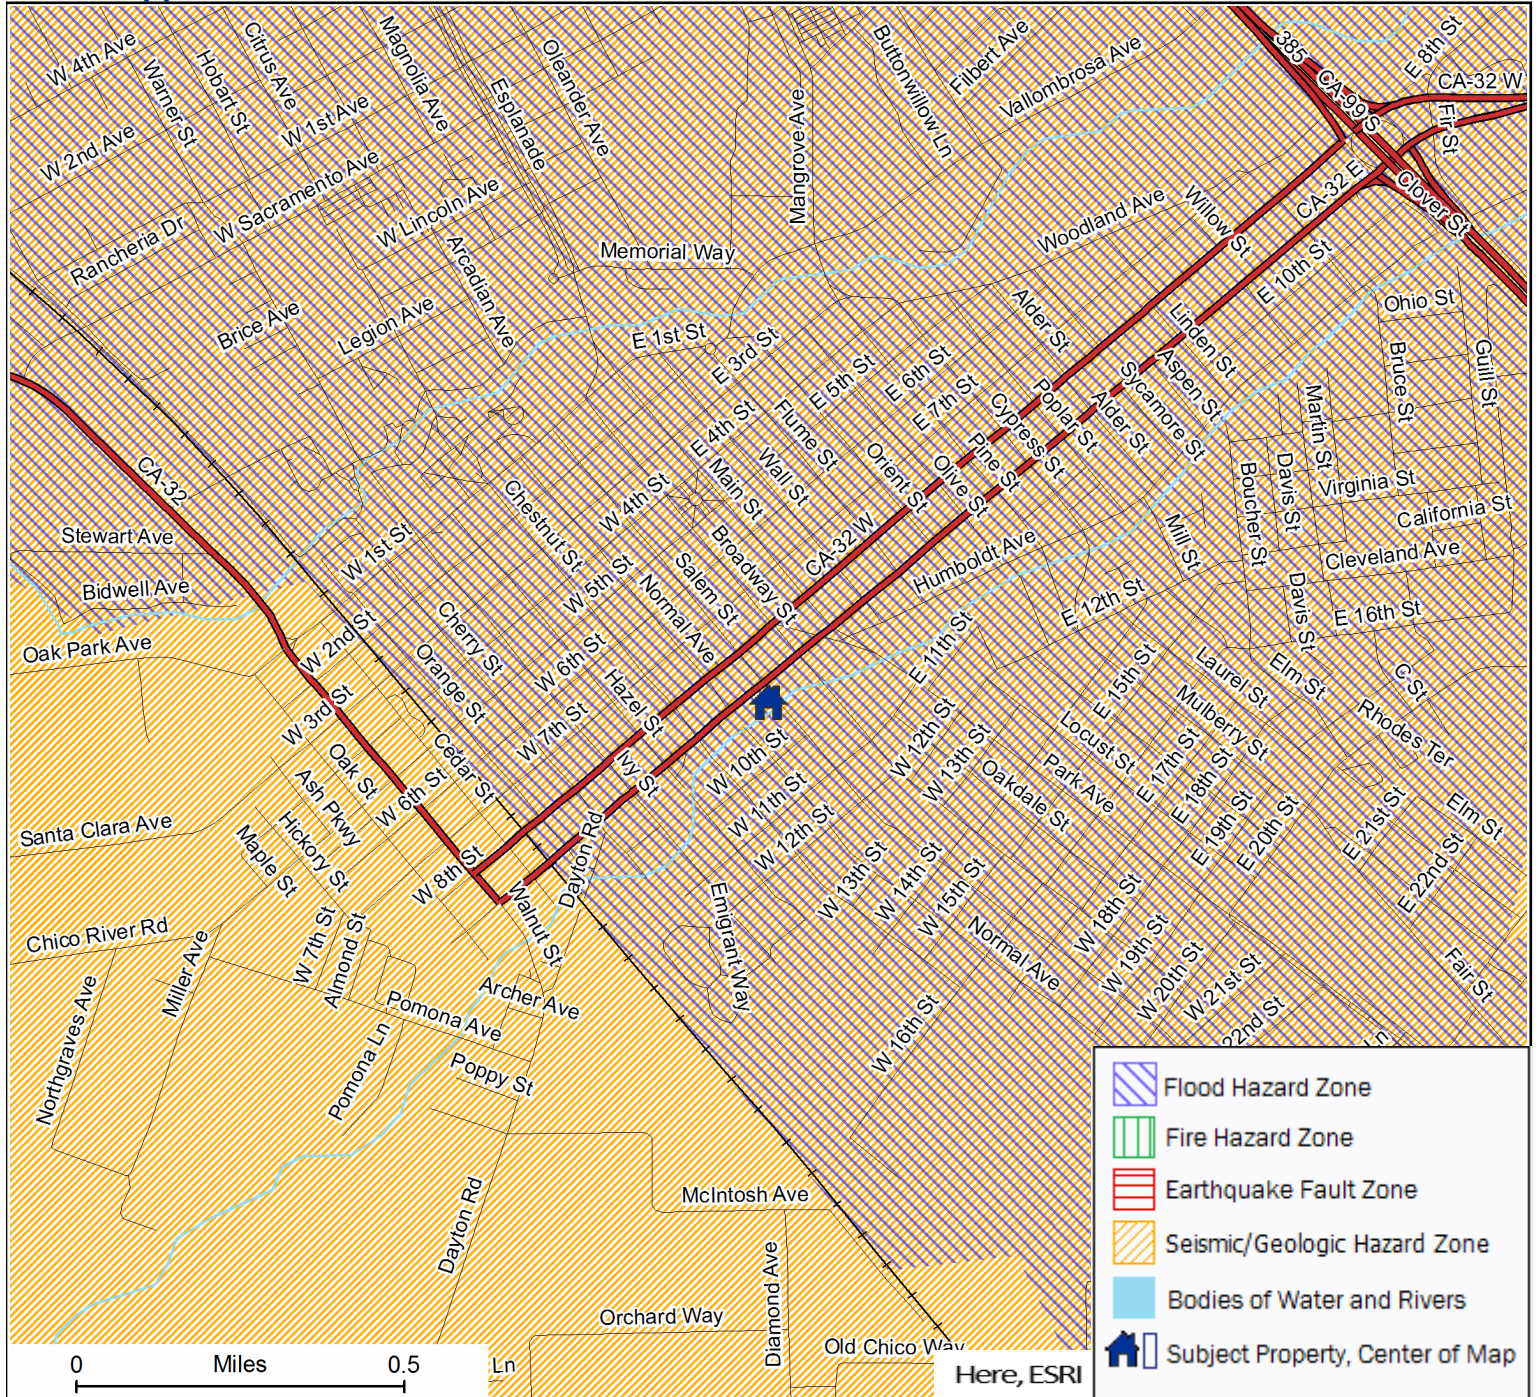 W 4th Ave
Warner St
Hobart St
Citrus Ave
Magnolia Ave
Esplanade
Oleander Ave
Mangrove Ave
Buttonwillow Ln
Filbert Ave
Vallombrosa Ave
385
CA-99 S
E 8th St
CA-32 W
Fir St
W 2nd Ave
W 1st Ave
W Sacramento Ave
W Lincoln Ave
Rancheria Dr
Arcadian Ave
Memorial Way
Woodland Ave
Willow St
CA-32 E
Clover St
E 10th St
Brice Ave
Legion Ave
E 1st St
E 3rd St
Alder St
Linden St
Ohio St
Bruce St
Guill St
E 5th St
E 6th St
E 7th St
Poplar St
Cypress St
Sycamore St
Aspen St
Alder St
Martin St
CA-32
E 4th St
Flume St
Wall St
E Main St
Orient St
Olive St
Pine St
Boucher St
Davis St
Virginia St
California St
Stewart Ave
Bidwell Ave
W 1st St
Chestnut St
W 4th St
Broadway St
CA-32 W
Humboldt Ave
Mill St
Cleveland Ave
W 5th St
Salem St
Normal Ave
E 12th St
Davis St
E 16th St
Oak Park Ave
W 2nd St
Cherry St
Orange St
W 6th St
Hazel St
E 11th St
E 15th St
Laurel St
Elm St
C St
W 3rd St
Oak St
Cedar St
W 7th St
Ivy St
W 10th St
W 12th St
W 13th St
Locust St
Mulberry St
Rhodes Ter
Park Ave
Oakdale St
E 17th St
E 18th St
Santa Clara Ave
Ash Pkwy
W 6th St
Hickory St
Maple St
W 8th St
Dayton Rd
W 11th St
W 12th St
W 13th St
W 14th St
W 15th St
E 19th St
E 20th St
E 21st St
Elm St
E 22nd St
Chico River Rd
Miller Ave
W 7th St
Almond St
Walnut St
Emigrant Way
Normal Ave
W 18th St
W 19th St
W 20th St
W 21st St
22nd St
Fair St
Ln
Northgraves Ave
Archer Ave
Pomona Ave
Pomona Ln
Poppy St
W 16th St
McIntosh Ave
Dayton Rd
Diamond Ave
Orchard Way
Old Chico Way
Ln
0 Miles 0.5
Here, ESRI
Flood Hazard Zone
Fire Hazard Zone
Earthquake Fault Zone
Seismic/Geologic Hazard Zone
Bodies of Water and Rivers
Subject Property, Center of Map